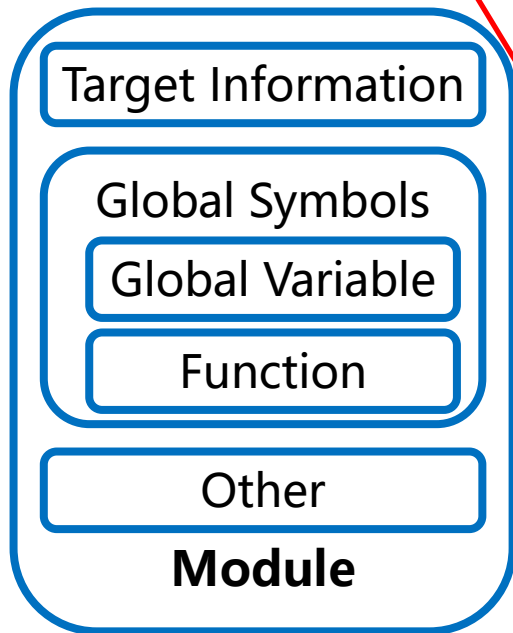 Target Information
Global Symbols
Global Variable
Function
Other
Module